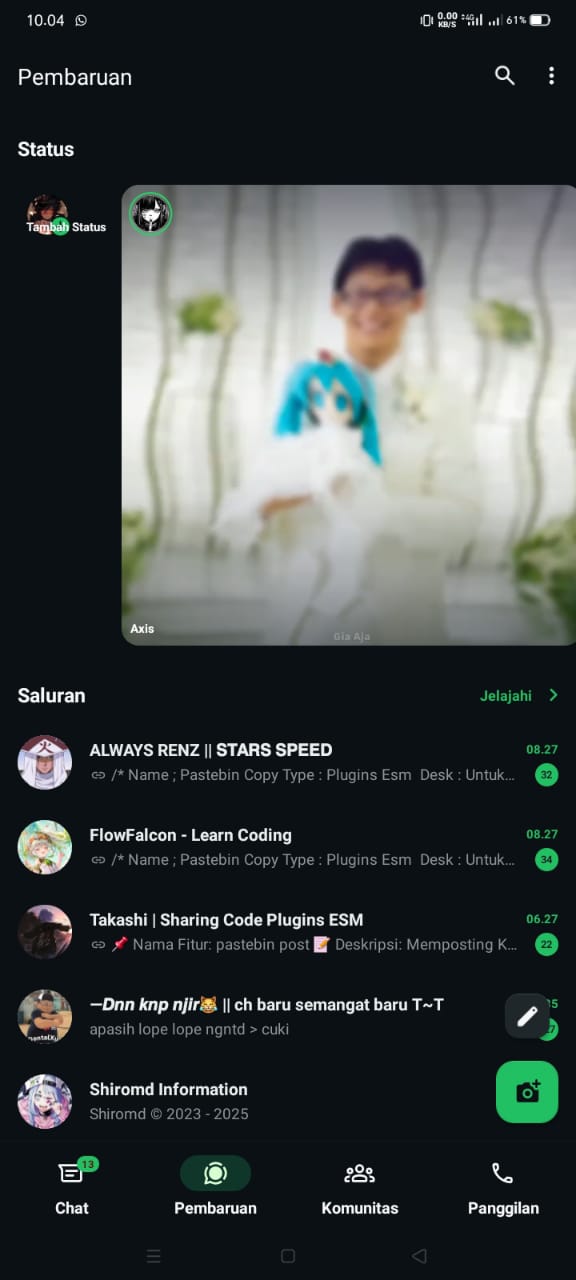 10.04
0.00
KB/S
4G
61%
Pembaruan
Status
Tambah Status
Axis
Gia Aja
Saluran
Jelajahi
ALWAYS RENZ || STARS SPEED
08.27
/* Name ; Pastebin Copy Type : Plugins Esm Desk : Untuk...
32
FlowFalcon - Learn Coding
08.27
/* Name ; Pastebin Copy Type : Plugins Esm Desk : Untuk...
34
Takashi | Sharing Code Plugins ESM
06.27
📌 Nama Fitur: pastebin post 📝 Deskripsi: Memposting K...
22
—Dnn knp njir😹 || ch baru semangat baru T~T
apasih lope lope ngntd > cuki
Shiromd Information
Shiromd © 2023 - 2025
13
Chat
Pembaruan
Komunitas
Panggilan